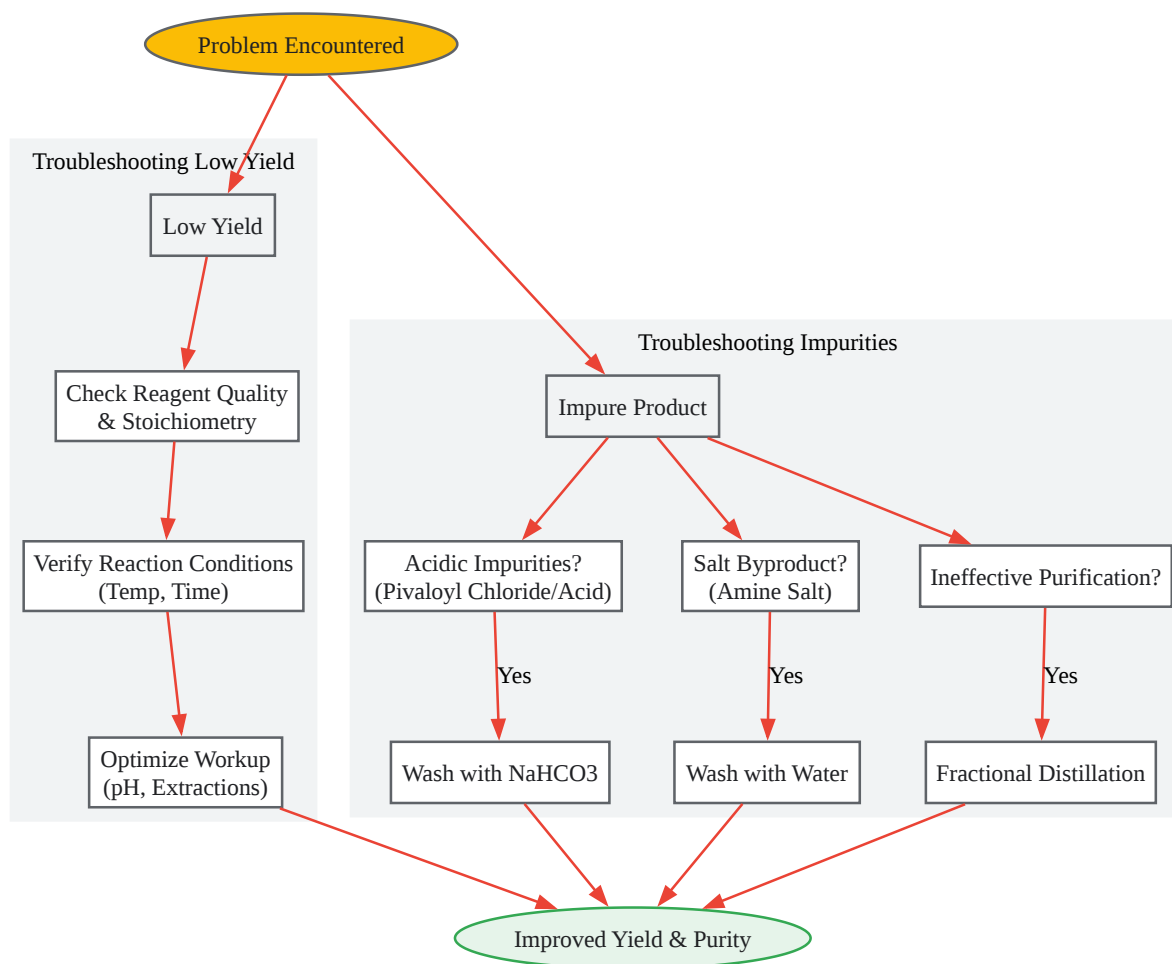 Problem Encountered
Troubleshooting Low Yield
Low Yield
Check Reagent Quality
& Stoichiometry
Verify Reaction Conditions
(Temp, Time)
Optimize Workup
(pH, Extractions)
Troubleshooting Impurities
Impure Product
Acidic Impurities?
(Pivaloyl Chloride/Acid)
Salt Byproduct?
(Amine Salt)
Ineffective Purification?
Yes
Yes
Yes
Wash with NaHCO3
Wash with Water
Fractional Distillation
Improved Yield & Purity